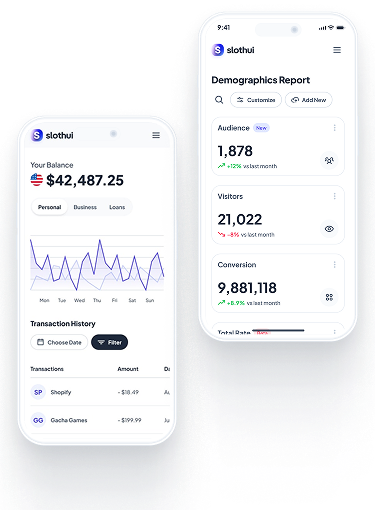 slothui
Your Balance
$42,487.25
Personal Business Loans
Mon Tue Wed Thu Fri Sat Sun
Transaction History
Choose Date Filter
Transactions Amount Da
SP Shopify -$18.49 Au
GG Gacha Games -$199.99 Ju
9:41
slothui
Demographics Report
Customize Add New
Audience New
1,878
+12% vs last month
Visitors
21,022
-8% vs last month
Conversion
9,881,118
+8.9% vs last month
Total Rate